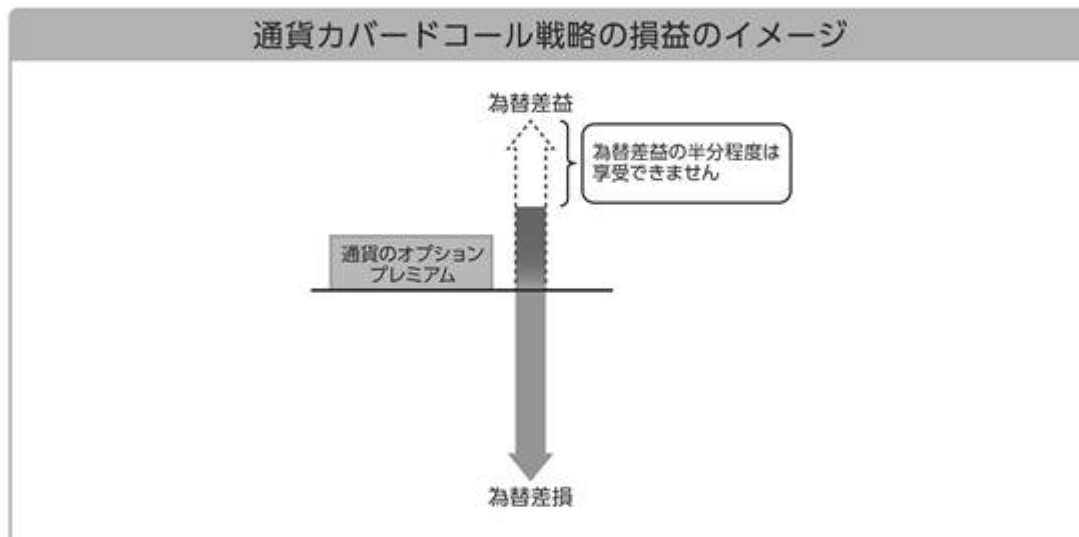 通貨カバードコール戦略の損益のイメージ
為替差益
為替差益の半分程度は
享受できません
通貨のオプション
プレミアム
為替差損